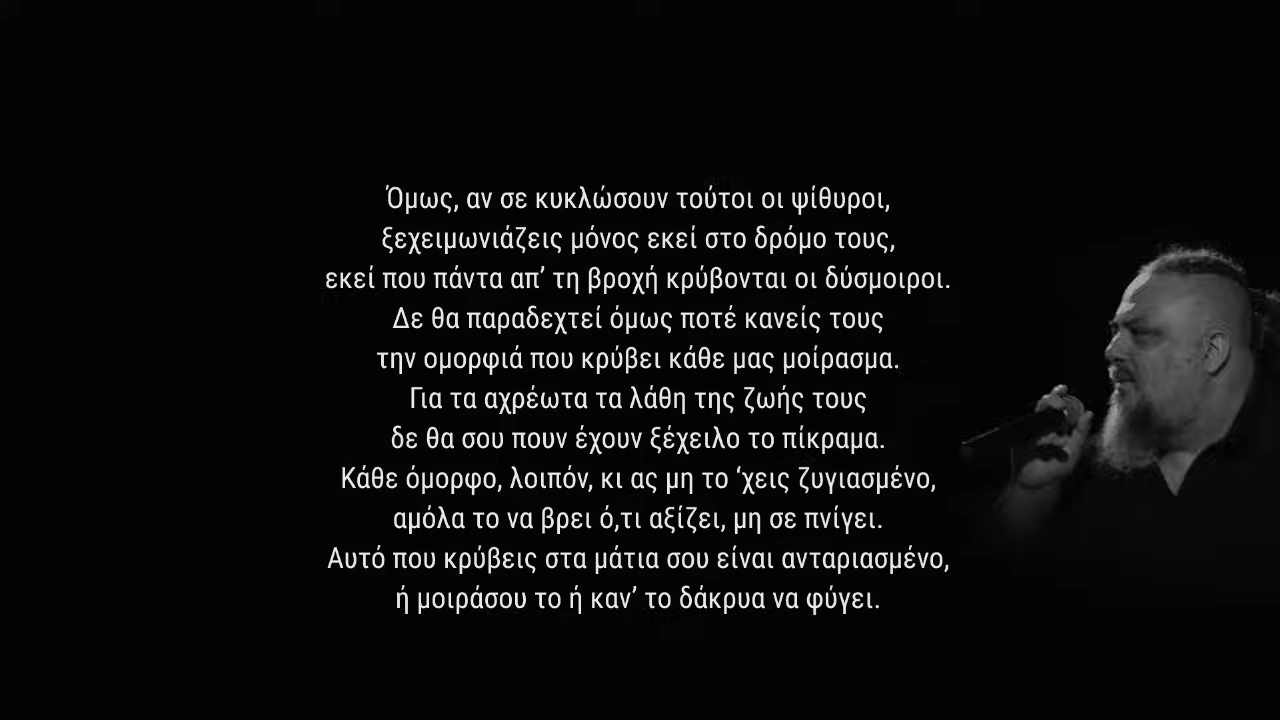 Όμως, αν σε κυκλώσουν τούτοι οι ψίθυροι,
ξεχειμωνιάζεις μόνος εκεί στο δρόμο τους,
εκεί που πάντα απ’ τη βροχή κρύβονται οι δύσμοιροι.
Δε θα παραδεχτεί όμως ποτέ κανείς τους
την ομορφιά που κρύβει κάθε μας μοίρασμα.
Για τα αχρέωτα τα λάθη της ζωής τους
δε θα σου πουν έχουν ξέχειλο το πίκραμα.
Κάθε όμορφο, λοιπόν, κι ας μη το ‘χεις ζυγιασμένο,
αμόλα το να βρει ό,τι αξίζει, μη σε πνίγει.
Αυτό που κρύβεις στα μάτια σου είναι ανταριασμένο,
ή μοιράσου το ή καν’ το δάκρυα να φύγει.